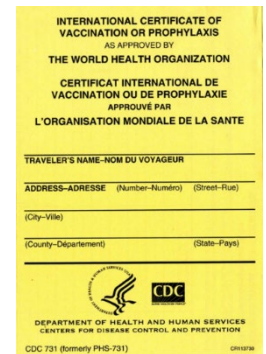 INTERNATIONAL CERTIFICATE OF
VACCINATION OR PROPHYLAXIS
AS APPROVED BY
THE WORLD HEALTH ORGANIZATION
CERTIFICAT INTERNATIONAL DE
VACCINATION OU DE PROPHYLAXIE
APPROUVÉ PAR
L'ORGANISATION MONDIALE DE LA SANTE
TRAVELER'S NAME–NOM DU VOYAGEUR
ADDRESS–ADRESSE (Number–Numéro) (Street–Rue)
(City–Ville)
(County–Département) (State–Pays)
CDC
DEPARTMENT OF HEALTH AND HUMAN SERVICES
CENTERS FOR DISEASE CONTROL AND PREVENTION
CDC 731 (formerly PHS-731)